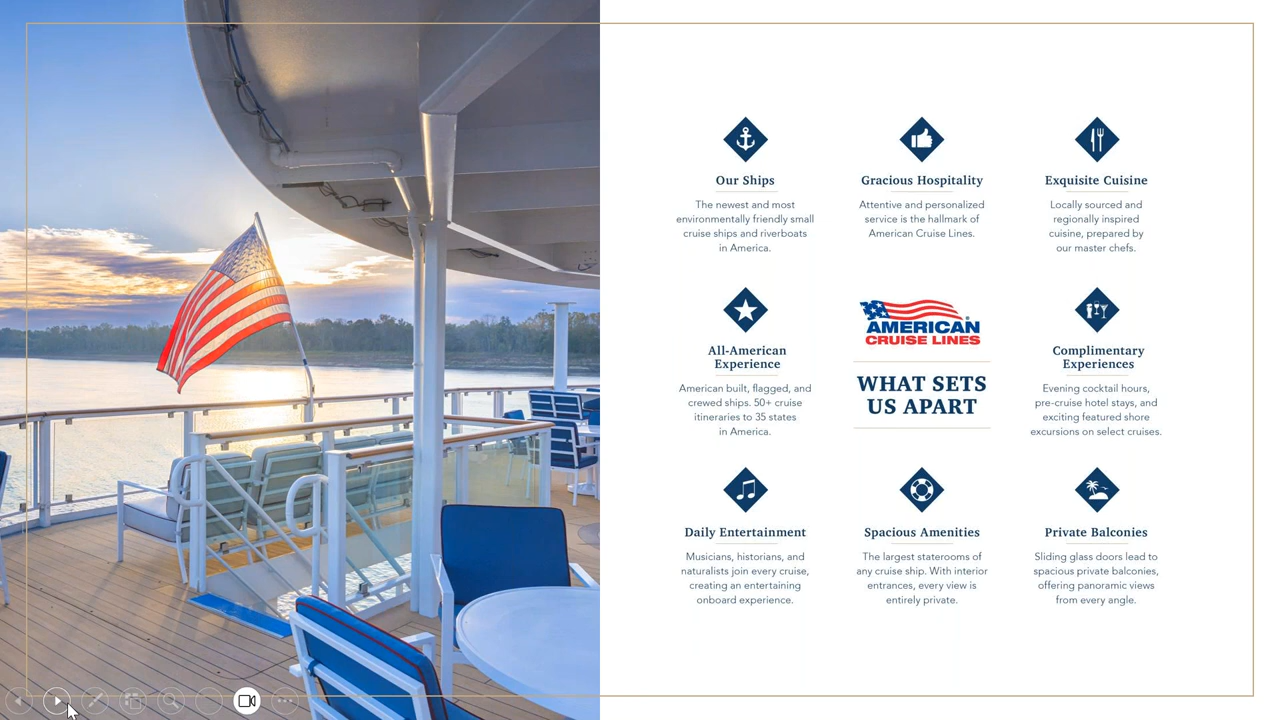 Our Ships
The newest and most
environmentally friendly small
cruise ships and riverboats
in America.
Gracious Hospitality
Attentive and personalized
service is the hallmark of
American Cruise Lines.
Exquisite Cuisine
Locally sourced and
regionally inspired
cuisine, prepared by
our master chefs.
All-American
Experience
American built, flagged, and
crewed ships. 50+ cruise
itineraries to 35 states
in America.
AMERICAN
CRUISE LINES
WHAT SETS
US APART
Complimentary
Experiences
Evening cocktail hours,
pre-cruise hotel stays, and
exciting featured shore
excursions on select cruises.
Daily Entertainment
Musicians, historians, and
naturalists join every cruise,
creating an entertaining
onboard experience.
Spacious Amenities
The largest staterooms of
any cruise ship. With interior
entrances, every view is
entirely private.
Private Balconies
Sliding glass doors lead to
spacious private balconies,
offering panoramic views
from every angle.